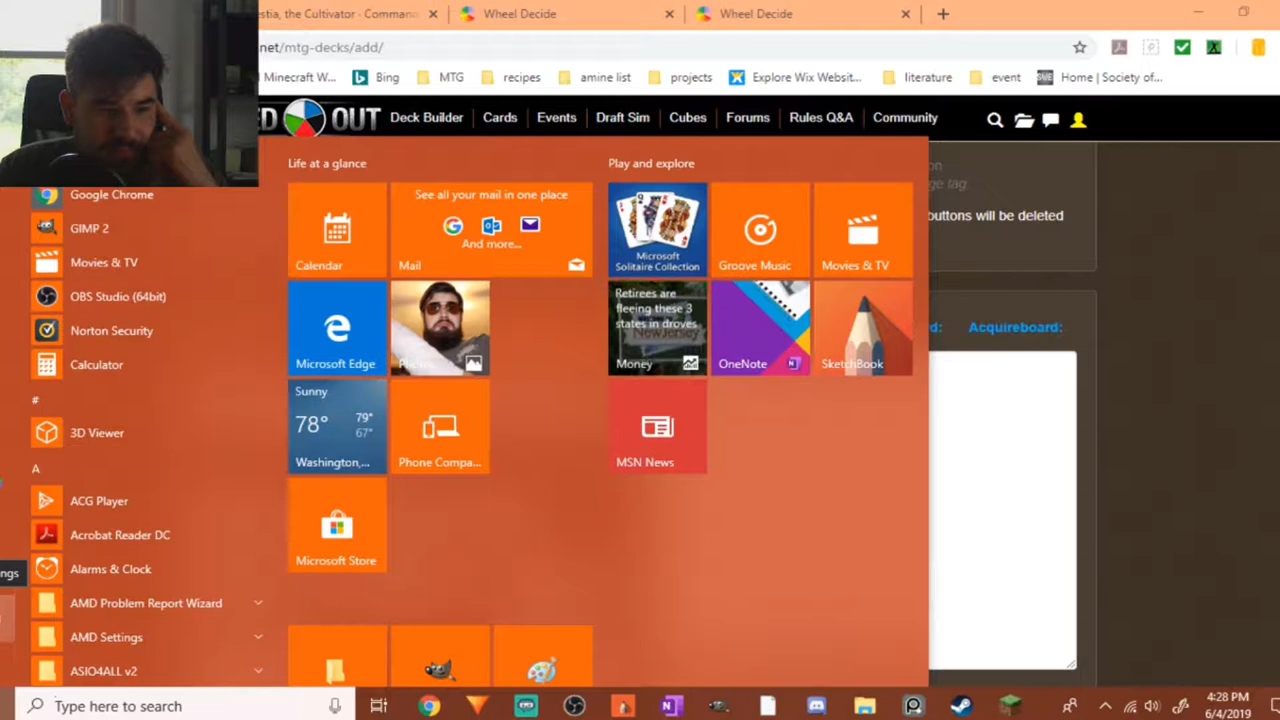 estia, the Cultivator - Comman
Wheel Decide
Wheel Decide
net/mtg-decks/add/
Minecraft W...
Bing
MTG
recipes
amine list
projects
Explore Wix Websit...
literature
event
Home | Society of...
ED OUT
Deck Builder
Cards
Events
Draft Sim
Cubes
Forums
Rules Q&A
Community
Life at a glance
Play and explore
Google Chrome
GIMP 2
Movies & TV
OBS Studio (64bit)
Norton Security
Calculator
#
3D Viewer
A
ACG Player
Acrobat Reader DC
Alarms & Clock
AMD Problem Report Wizard
AMD Settings
ASIO4ALL v2
Calendar
See all your mail in one place
And more...
Mail
Microsoft Edge
Sunny
78°
79°
67°
Washington,...
Phone Compa...
Microsoft Store
Microsoft
Solitaire Collection
Groove Music
Movies & TV
Retirees are
fleeing these 3
states in droves
Money
OneNote
SketchBook
MSN News
on
ge tag.
buttons will be deleted
d:
Acquireboard:
ngs
Type here to search
4:28 PM
6/4/2019